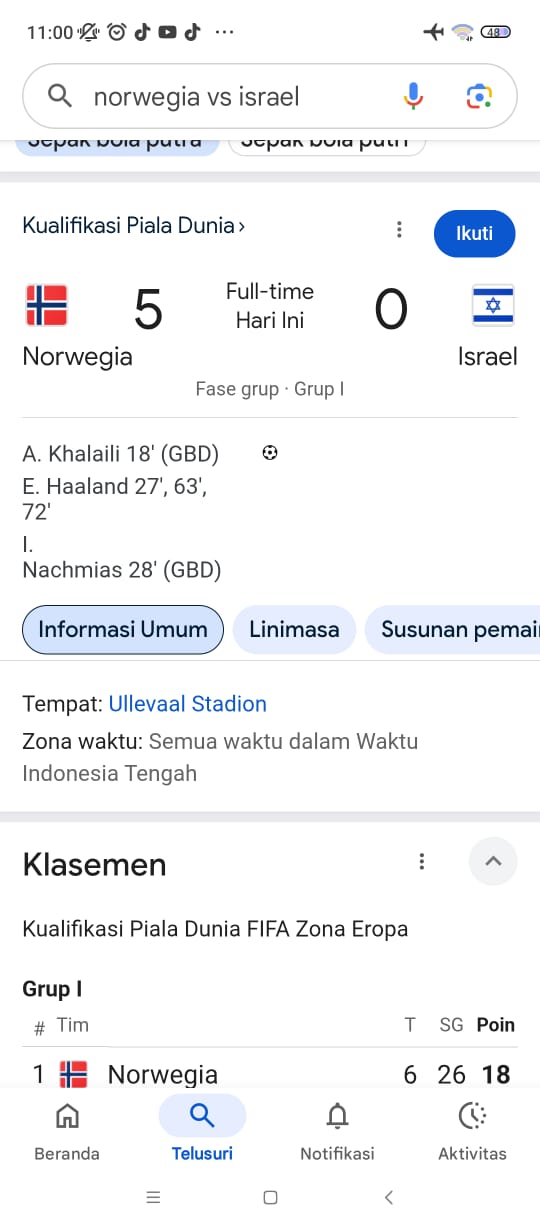 11:00
48
norwegia vs israel
Sepak bola putra Sepak bola putri
Kualifikasi Piala Dunia
Ikuti
5 Full-time 0
Hari Ini
Norwegia Israel
Fase grup · Grup I
A. Khalaili 18' (GBD)
E. Haaland 27', 63',
72'
I.
Nachmias 28' (GBD)
Informasi Umum Linimasa Susunan pemai
Tempat: Ullevaal Stadion
Zona waktu: Semua waktu dalam Waktu
Indonesia Tengah
Klasemen
Kualifikasi Piala Dunia FIFA Zona Eropa
Grup I
# Tim T SG Poin
1 Norwegia 6 26 18
Beranda Telusuri Notifikasi Aktivitas